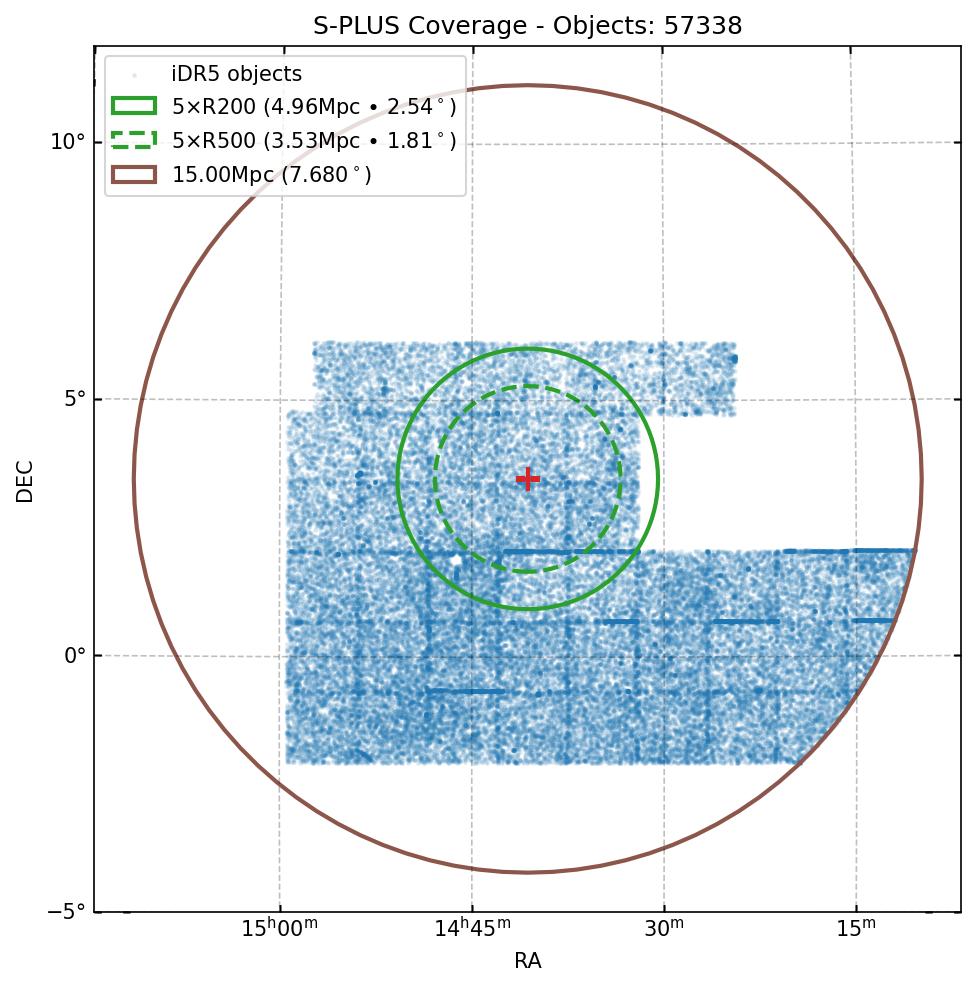 S-PLUS Coverage - Objects: 57338
iDR5 objects
5×R200 (4.96Mpc • 2.54°)
5×R500 (3.53Mpc • 1.81°)
15.00Mpc (7.680°)
10°
5°
0°
−5°
DEC
15ʰ00ᵐ
14ʰ45ᵐ
30ᵐ
15ᵐ
RA